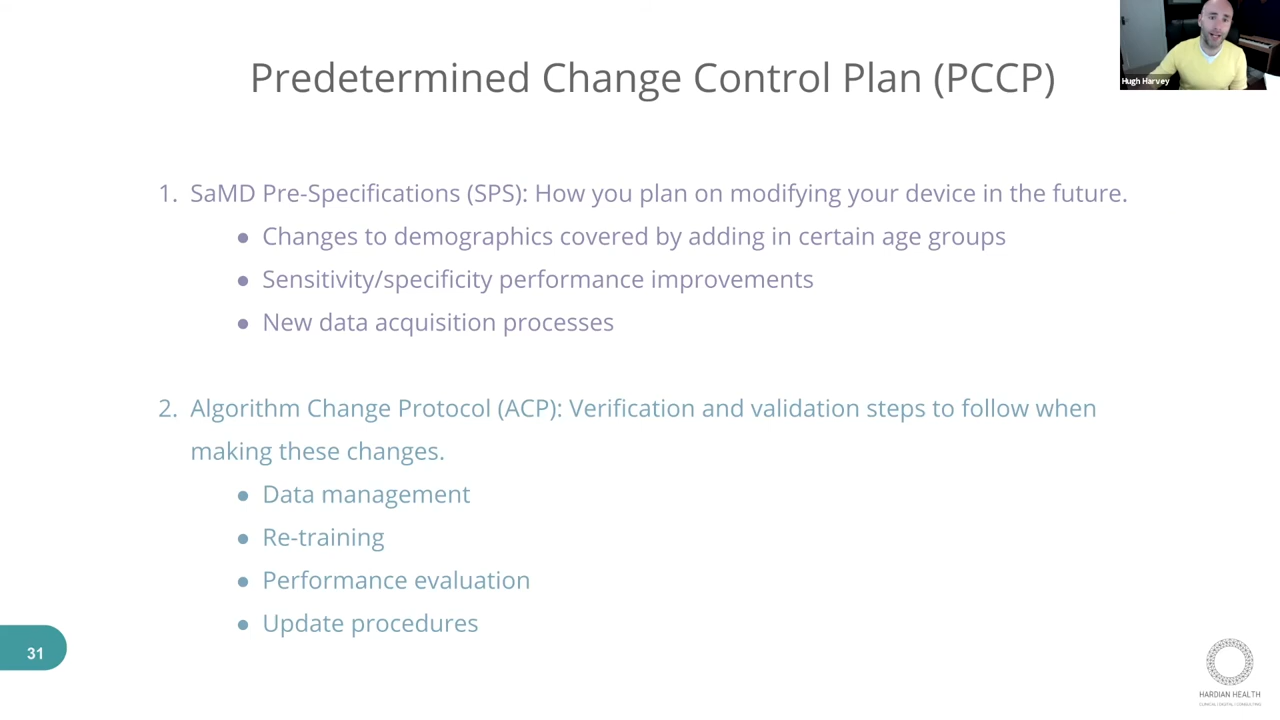 Predetermined Change Control Plan (PCCP)
Hugh Harvey
1. SaMD Pre-Specifications (SPS): How you plan on modifying your device in the future.
● Changes to demographics covered by adding in certain age groups
● Sensitivity/specificity performance improvements
● New data acquisition processes
2. Algorithm Change Protocol (ACP): Verification and validation steps to follow when
making these changes.
● Data management
● Re-training
● Performance evaluation
● Update procedures
31
HARDIAN HEALTH
CLINICAL | DIGITAL | CONSULTING